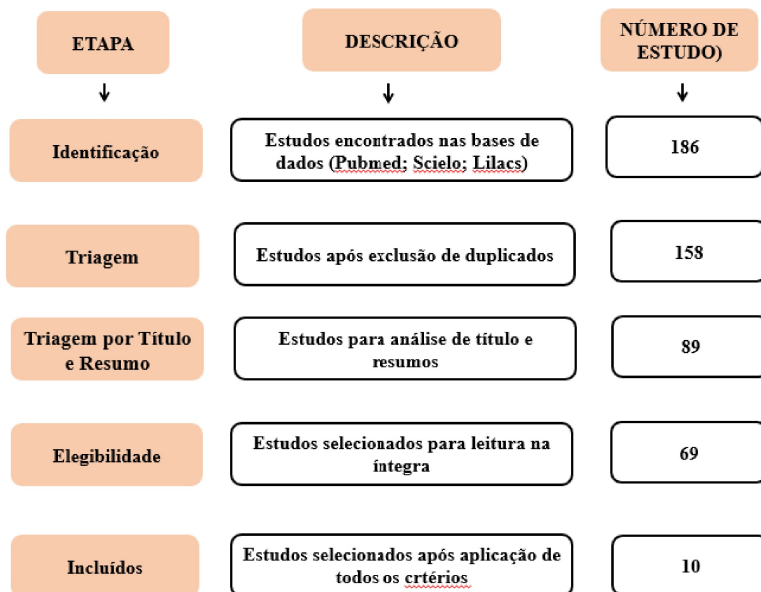 ETAPA
DESCRIÇÃO
NÚMERO DE
ESTUDO)
Identificação
Estudos encontrados nas bases de
dados (Pubmed; Scielo; Lilacs)
186
Triagem
Estudos após exclusão de duplicados
158
Triagem por Título
e Resumo
Estudos para análise de título e
resumos
89
Elegibilidade
Estudos selecionados para leitura na
íntegra
69
Incluídos
Estudos selecionados após aplicação de
todos os crtérios
10